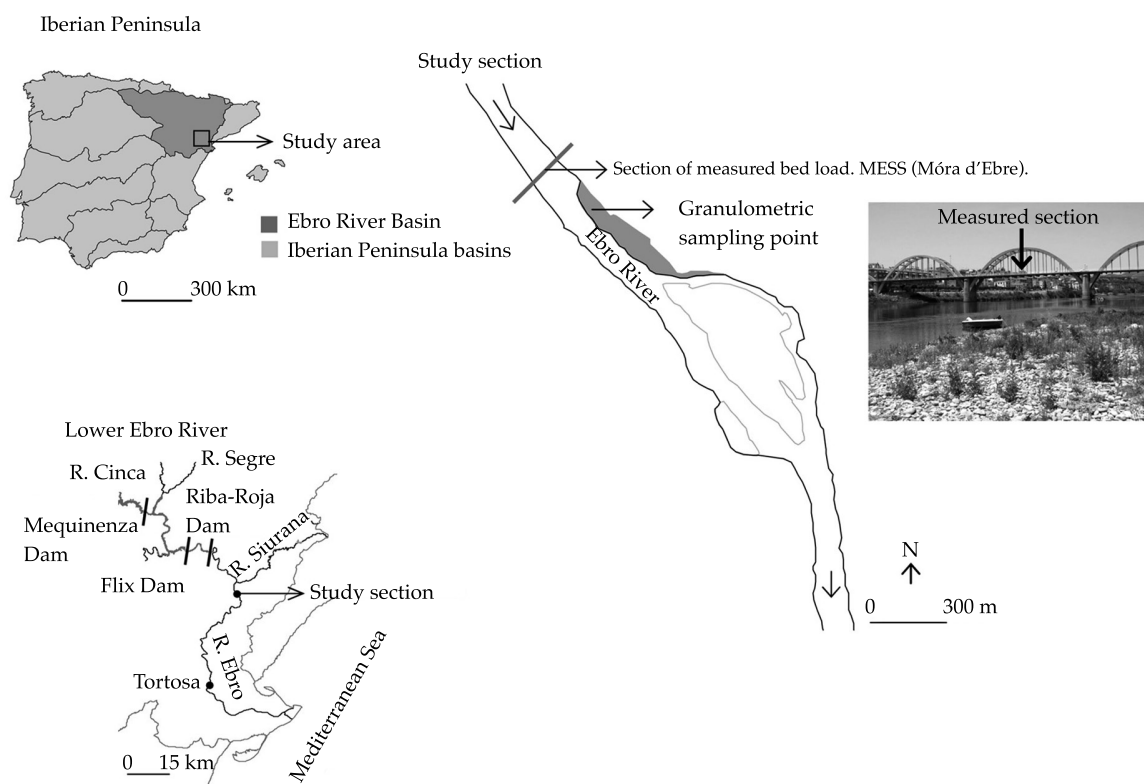 Iberian Peninsula
Study area
Ebro River Basin
Iberian Peninsula basins
0 300 km
Study section
Section of measured bed load. MESS (Móra d’Ebre).
Granulometric
sampling point
Ebro River
Measured section
N
0 300 m
Lower Ebro River
R. Segre
R. Cinca
Riba-Roja
Dam
Mequinenza
Dam
R. Siurana
Flix Dam
Study section
R. Ebro
Tortosa
Mediterranean Sea
0 15 km